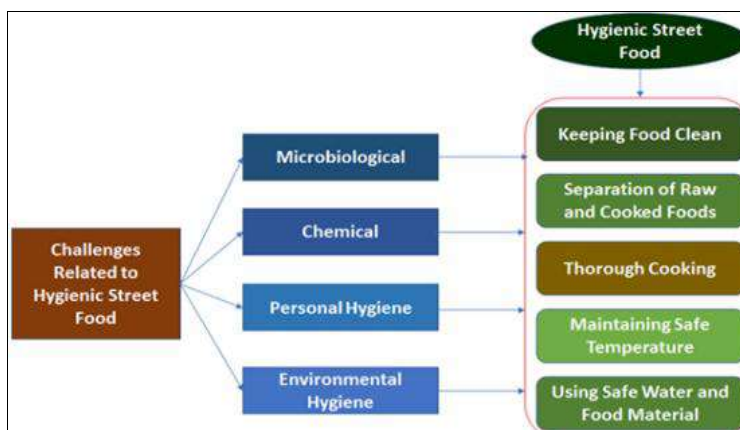 Hygienic Street
Food
Keeping Food Clean
Microbiological
Separation of Raw
and Cooked Foods
Chemical
Challenges
Related to
Hygienic Street
Food
Thorough Cooking
Personal Hygiene
Maintaining Safe
Temperature
Environmental
Hygiene
Using Safe Water and
Food Material